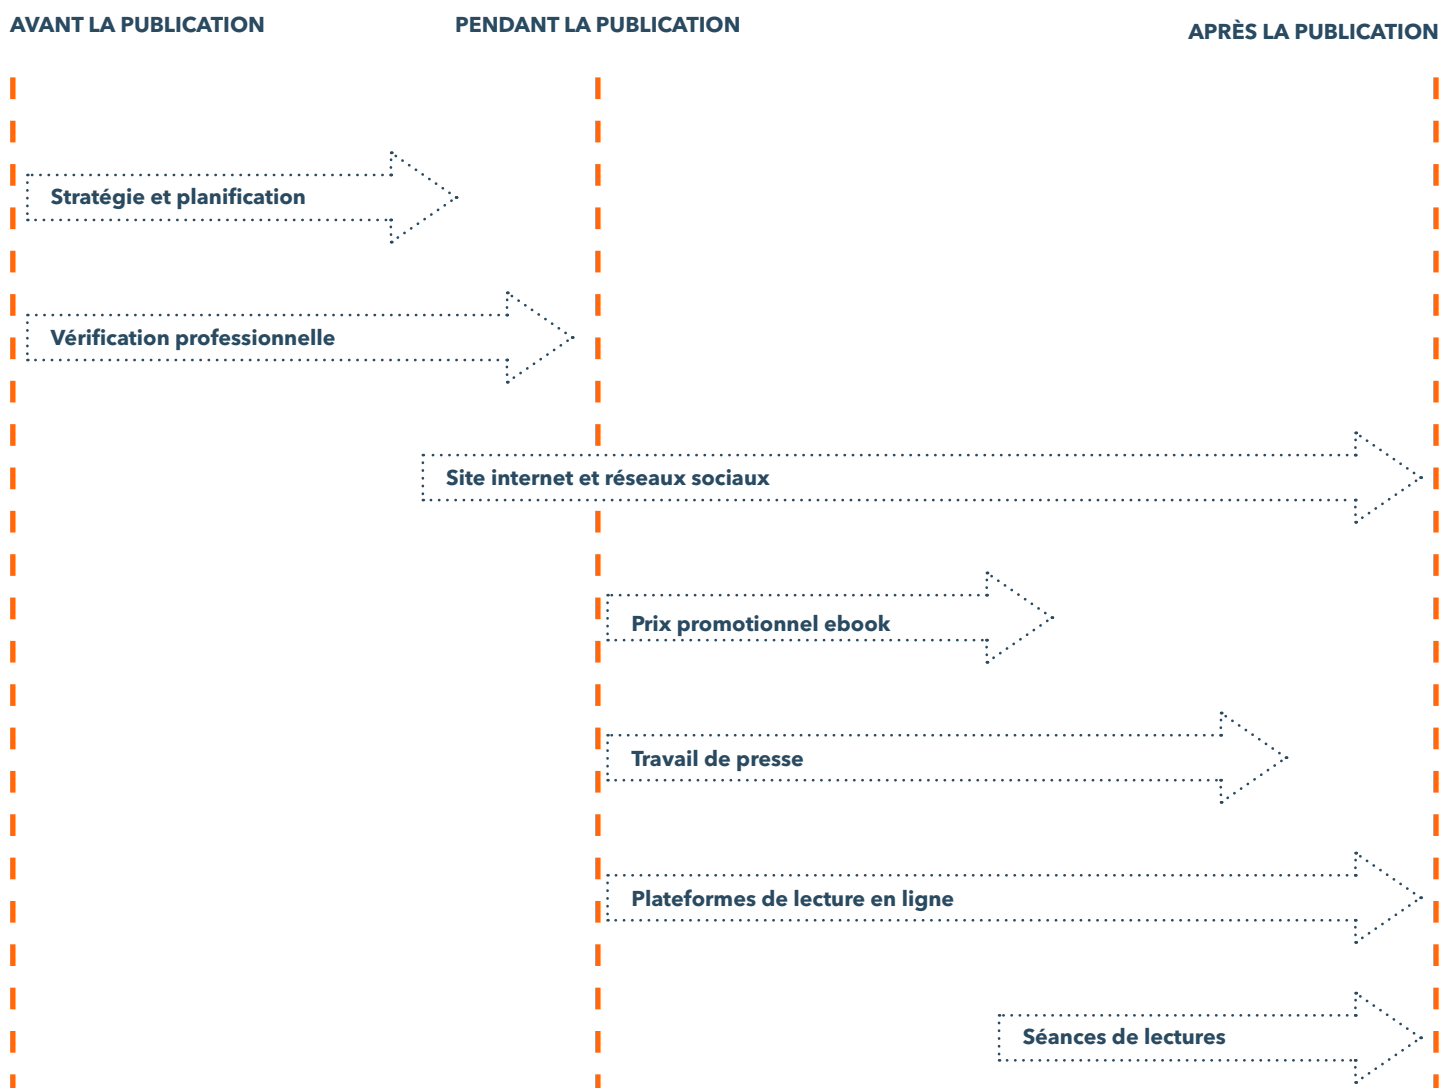 AVANT LA PUBLICATION
PENDANT LA PUBLICATION
APRÈS LA PUBLICATION
Stratégie et planification
Vérification professionnelle
Site internet et réseaux sociaux
Prix promotionnel ebook
Travail de presse
Plateformes de lecture en ligne
Séances de lectures